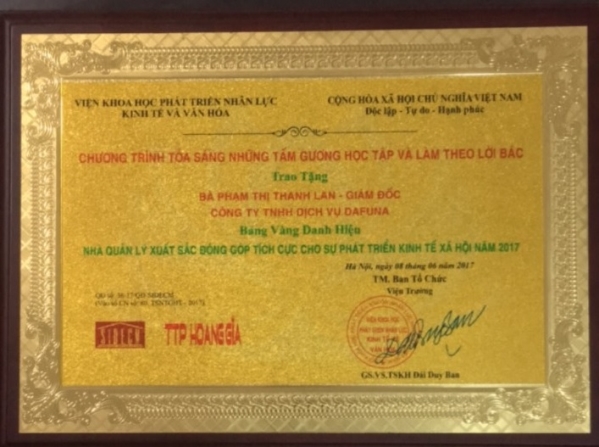 VIỆN KHOA HỌC PHÁT TRIỂN NHÂN LỰC
KINH TẾ VÀ VĂN HÓA
CỘNG HÒA XÃ HỘI CHỦ NGHĨA VIỆT NAM
Độc lập - Tự do - Hạnh phúc
CHƯƠNG TRÌNH TỎA SÁNG NHỮNG TẤM GƯƠNG HỌC TẬP VÀ LÀM THEO LỜI BÁC
Trao Tặng
BÀ PHẠM THỊ THANH LAN - GIÁM ĐỐC
CÔNG TY TNHH DỊCH VỤ DAFUNA
Bảng Vàng Danh Hiệu
NHÀ QUẢN LÝ XUẤT SẮC ĐÓNG GÓP TÍCH CỰC CHO SỰ PHÁT TRIỂN KINH TẾ XÃ HỘI NĂM 2017
Hà Nội, ngày 08 tháng 06 năm 2017
TM. Ban Tổ Chức
Viện Trưởng
TTP HOANG GIA
GS.VS.TSKH Đái Duy Ban